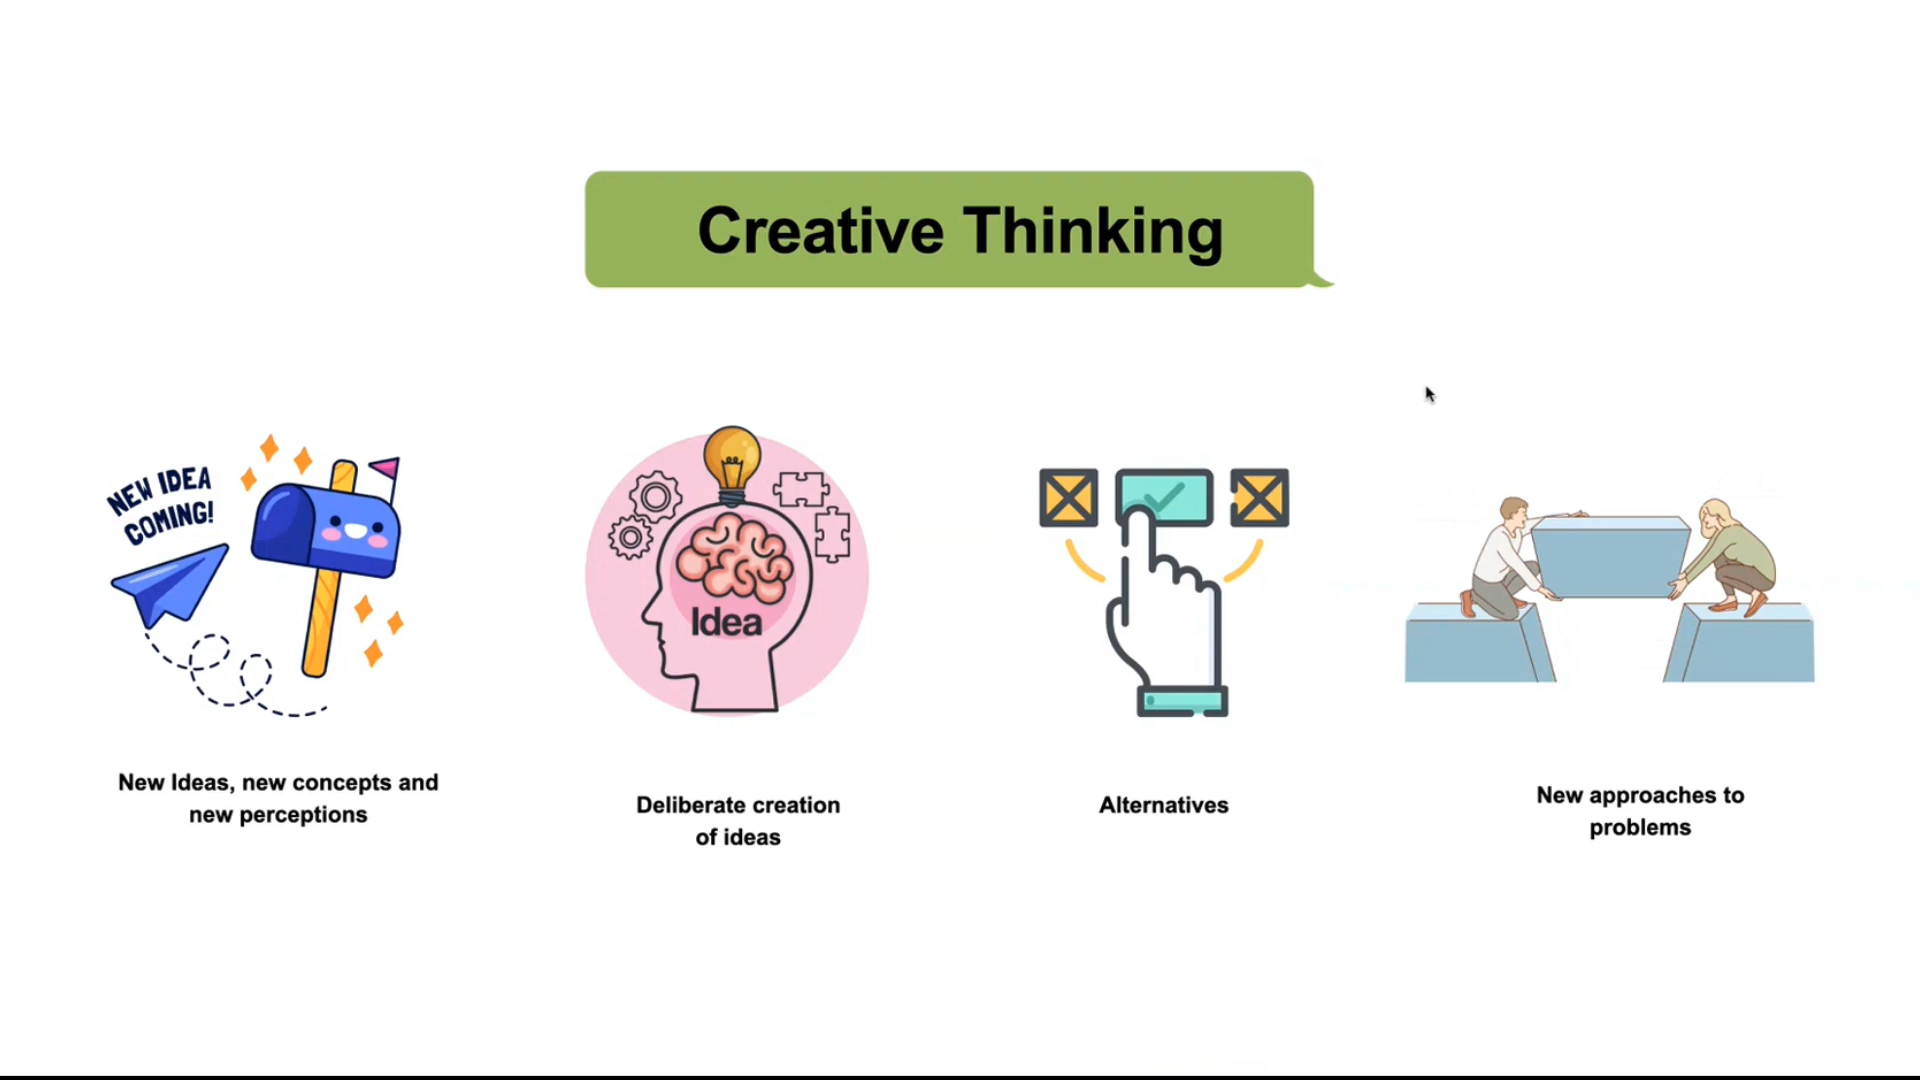 Creative Thinking
NEW IDEA
COMING!
Idea
New Ideas, new concepts and
new perceptions
Deliberate creation
of ideas
Alternatives
New approaches to
problems